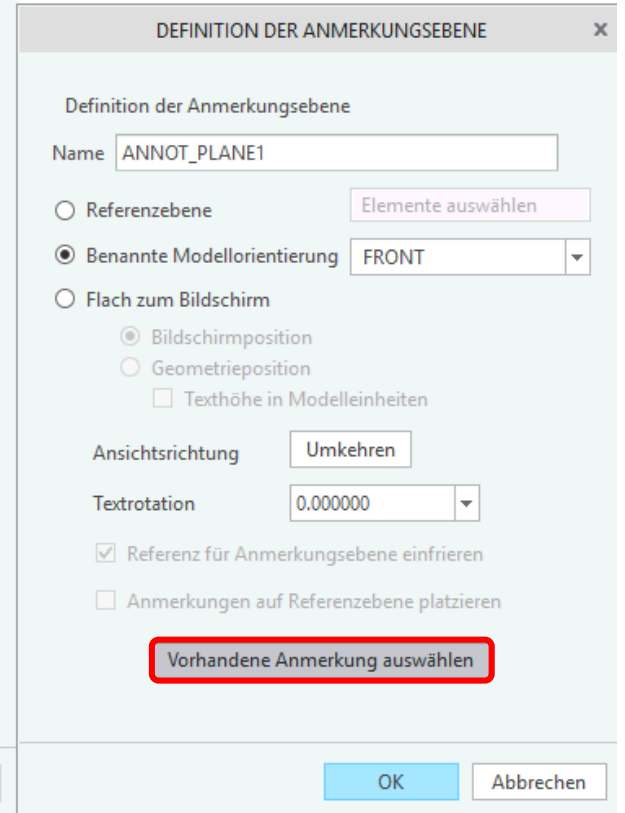 DEFINITION DER ANMERKUNGSEBENE
Definition der Anmerkungsebene
Name ANNOT_PLANE1
Referenzebene Elemente auswählen
Benannte Modellorientierung FRONT
Flach zum Bildschirm
Bildschirmposition
Geometrieposition
Texthöhe in Modelleinheiten
Ansichtsrichtung Umkehren
Textrotation 0.000000
Referenz für Anmerkungsebene einfrieren
Anmerkungen auf Referenzebene platzieren
Vorhandene Anmerkung auswählen
OK Abbrechen